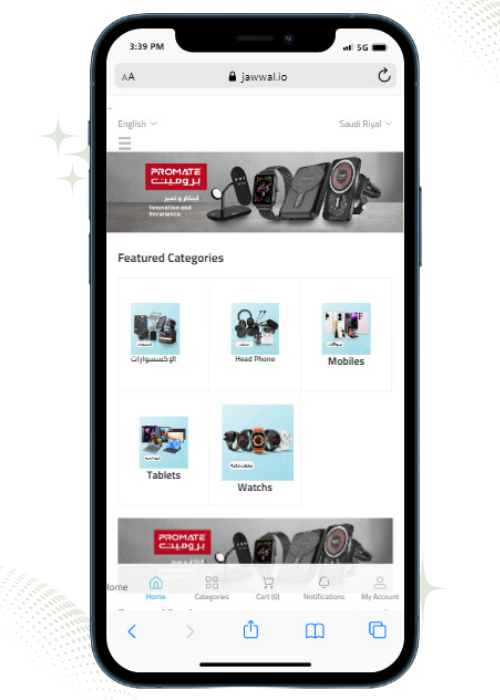 3:39 PM
5G
AA
jawwal.io
English
Saudi Riyal
PROMATE
بروميت
ابتكار و تميز
Innovation and
Excellence
Featured Categories
الإكسسوارات
Head Phone
Mobiles
Tablets
Watchs
PROMATE
بروميت
Home
Home
Categories
Cart (0)
Notifications
My Account